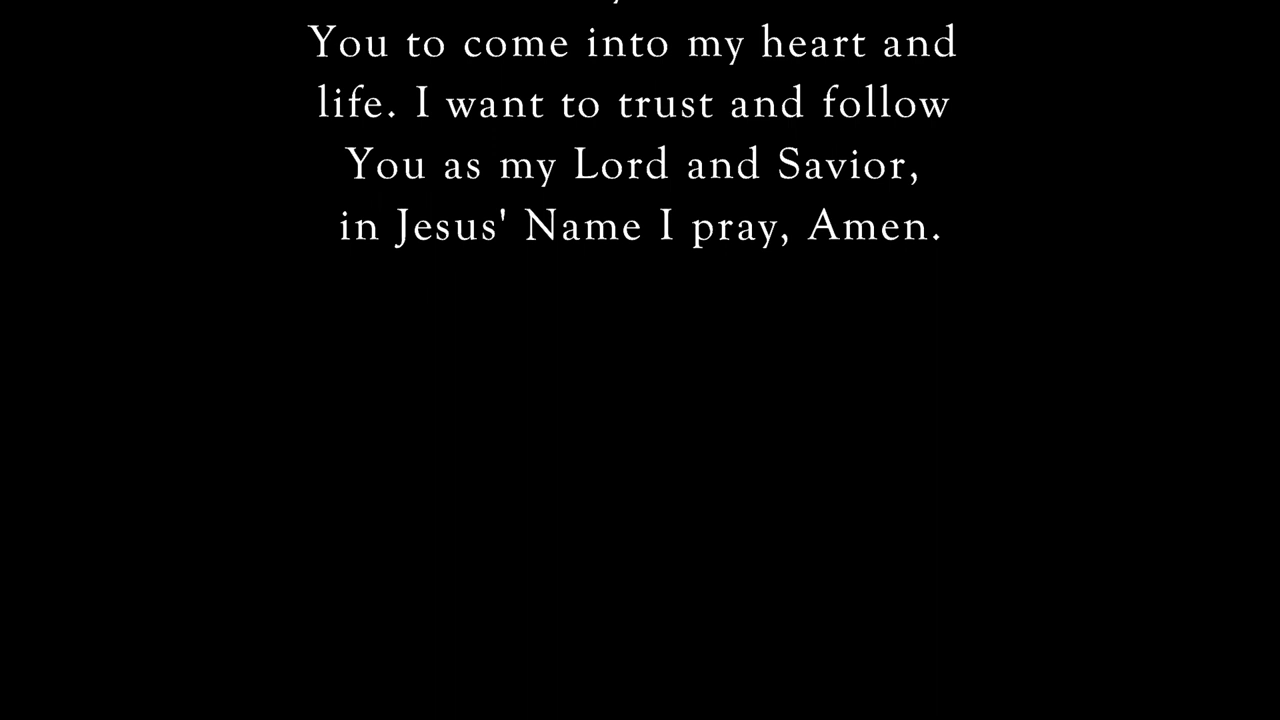 You to come into my heart and
life. I want to trust and follow
You as my Lord and Savior,
in Jesus' Name I pray, Amen.